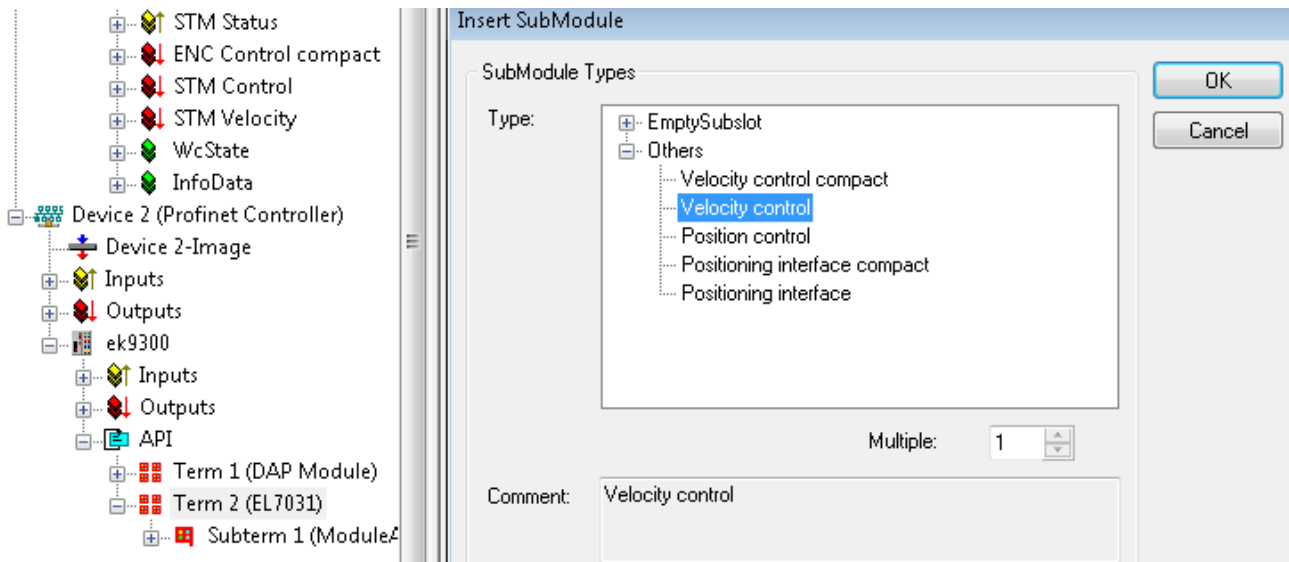 STM Status
ENC Control compact
STM Control
STM Velocity
WcState
InfoData
Device 2 (Profinet Controller)
Device 2-Image
Inputs
Outputs
ek9300
Inputs
Outputs
API
Term 1 (DAP Module)
Term 2 (EL7031)
Subterm 1 (ModuleA
Insert SubModule
SubModule Types
Type:
EmptySubslot
Others
Velocity control compact
Velocity control
Position control
Positioning interface compact
Positioning interface
Multiple: 1
Comment: Velocity control
OK
Cancel